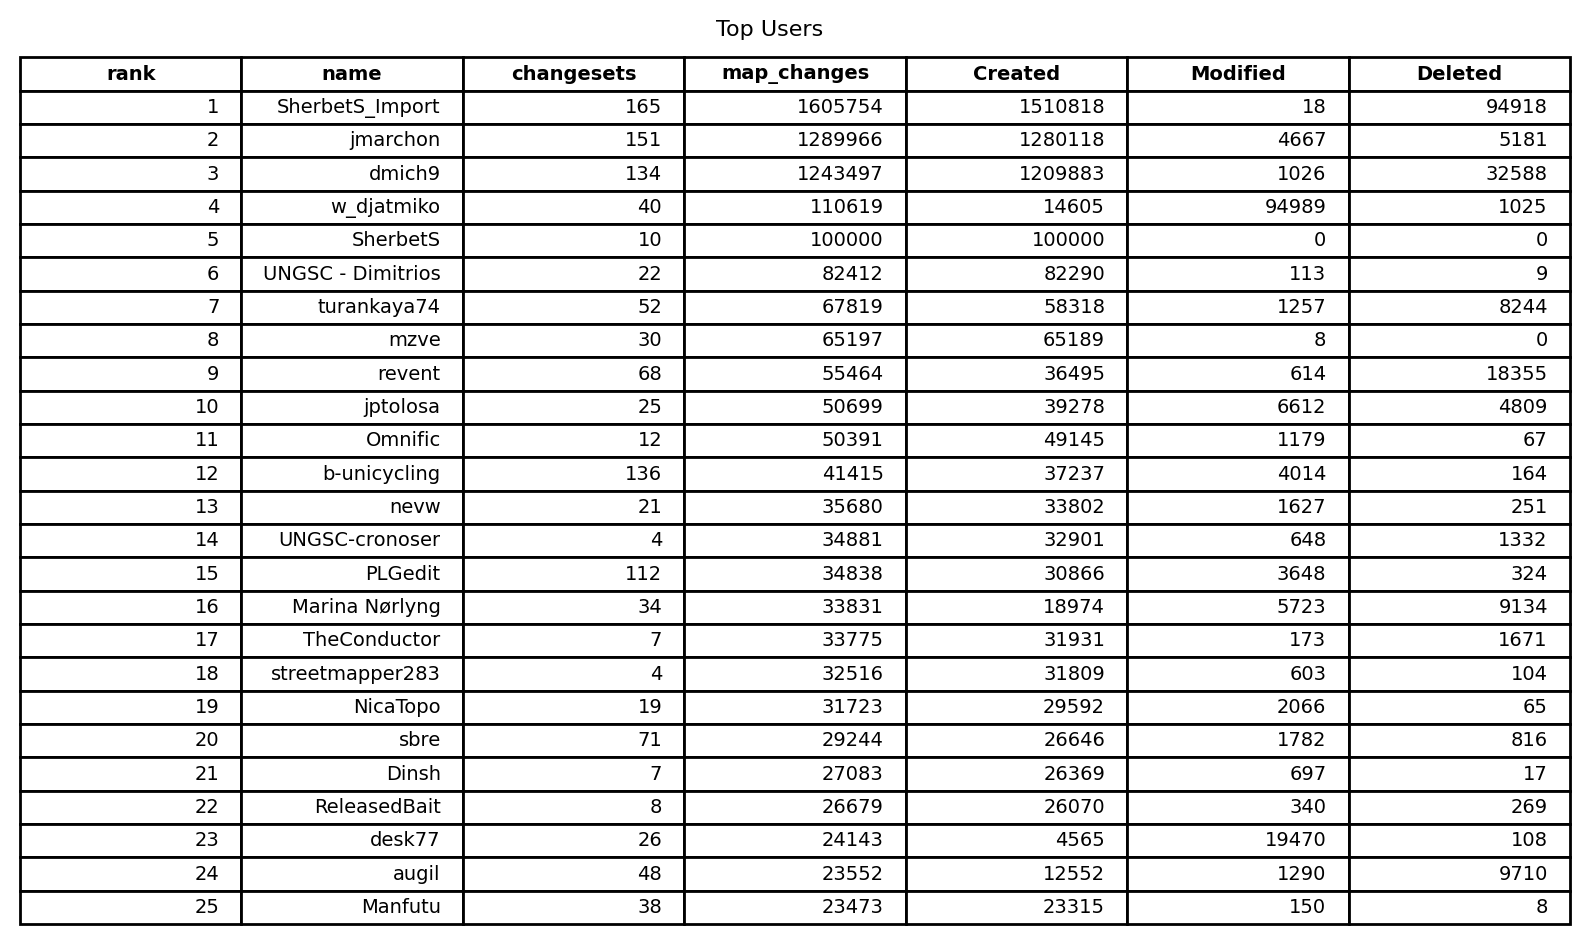 Top Users
rank name changesets map_changes Created Modified Deleted
1 SherbetS_Import 165 1605754 1510818 18 94918
2 jmarchon 151 1289966 1280118 4667 5181
3 dmich9 134 1243497 1209883 1026 32588
4 w_djatmiko 40 110619 14605 94989 1025
5 SherbetS 10 100000 100000 0 0
6 UNGSC - Dimitrios 22 82412 82290 113 9
7 turankaya74 52 67819 58318 1257 8244
8 mzve 30 65197 65189 8 0
9 revent 68 55464 36495 614 18355
10 jptolosa 25 50699 39278 6612 4809
11 Omnific 12 50391 49145 1179 67
12 b-unicycling 136 41415 37237 4014 164
13 nevw 21 35680 33802 1627 251
14 UNGSC-cronoser 4 34881 32901 648 1332
15 PLGedit 112 34838 30866 3648 324
16 Marina Nørlyng 34 33831 18974 5723 9134
17 TheConductor 7 33775 31931 173 1671
18 streetmapper283 4 32516 31809 603 104
19 NicaTopo 19 31723 29592 2066 65
20 sbre 71 29244 26646 1782 816
21 Dinsh 7 27083 26369 697 17
22 ReleasedBait 8 26679 26070 340 269
23 desk77 26 24143 4565 19470 108
24 augil 48 23552 12552 1290 9710
25 Manfutu 38 23473 23315 150 8